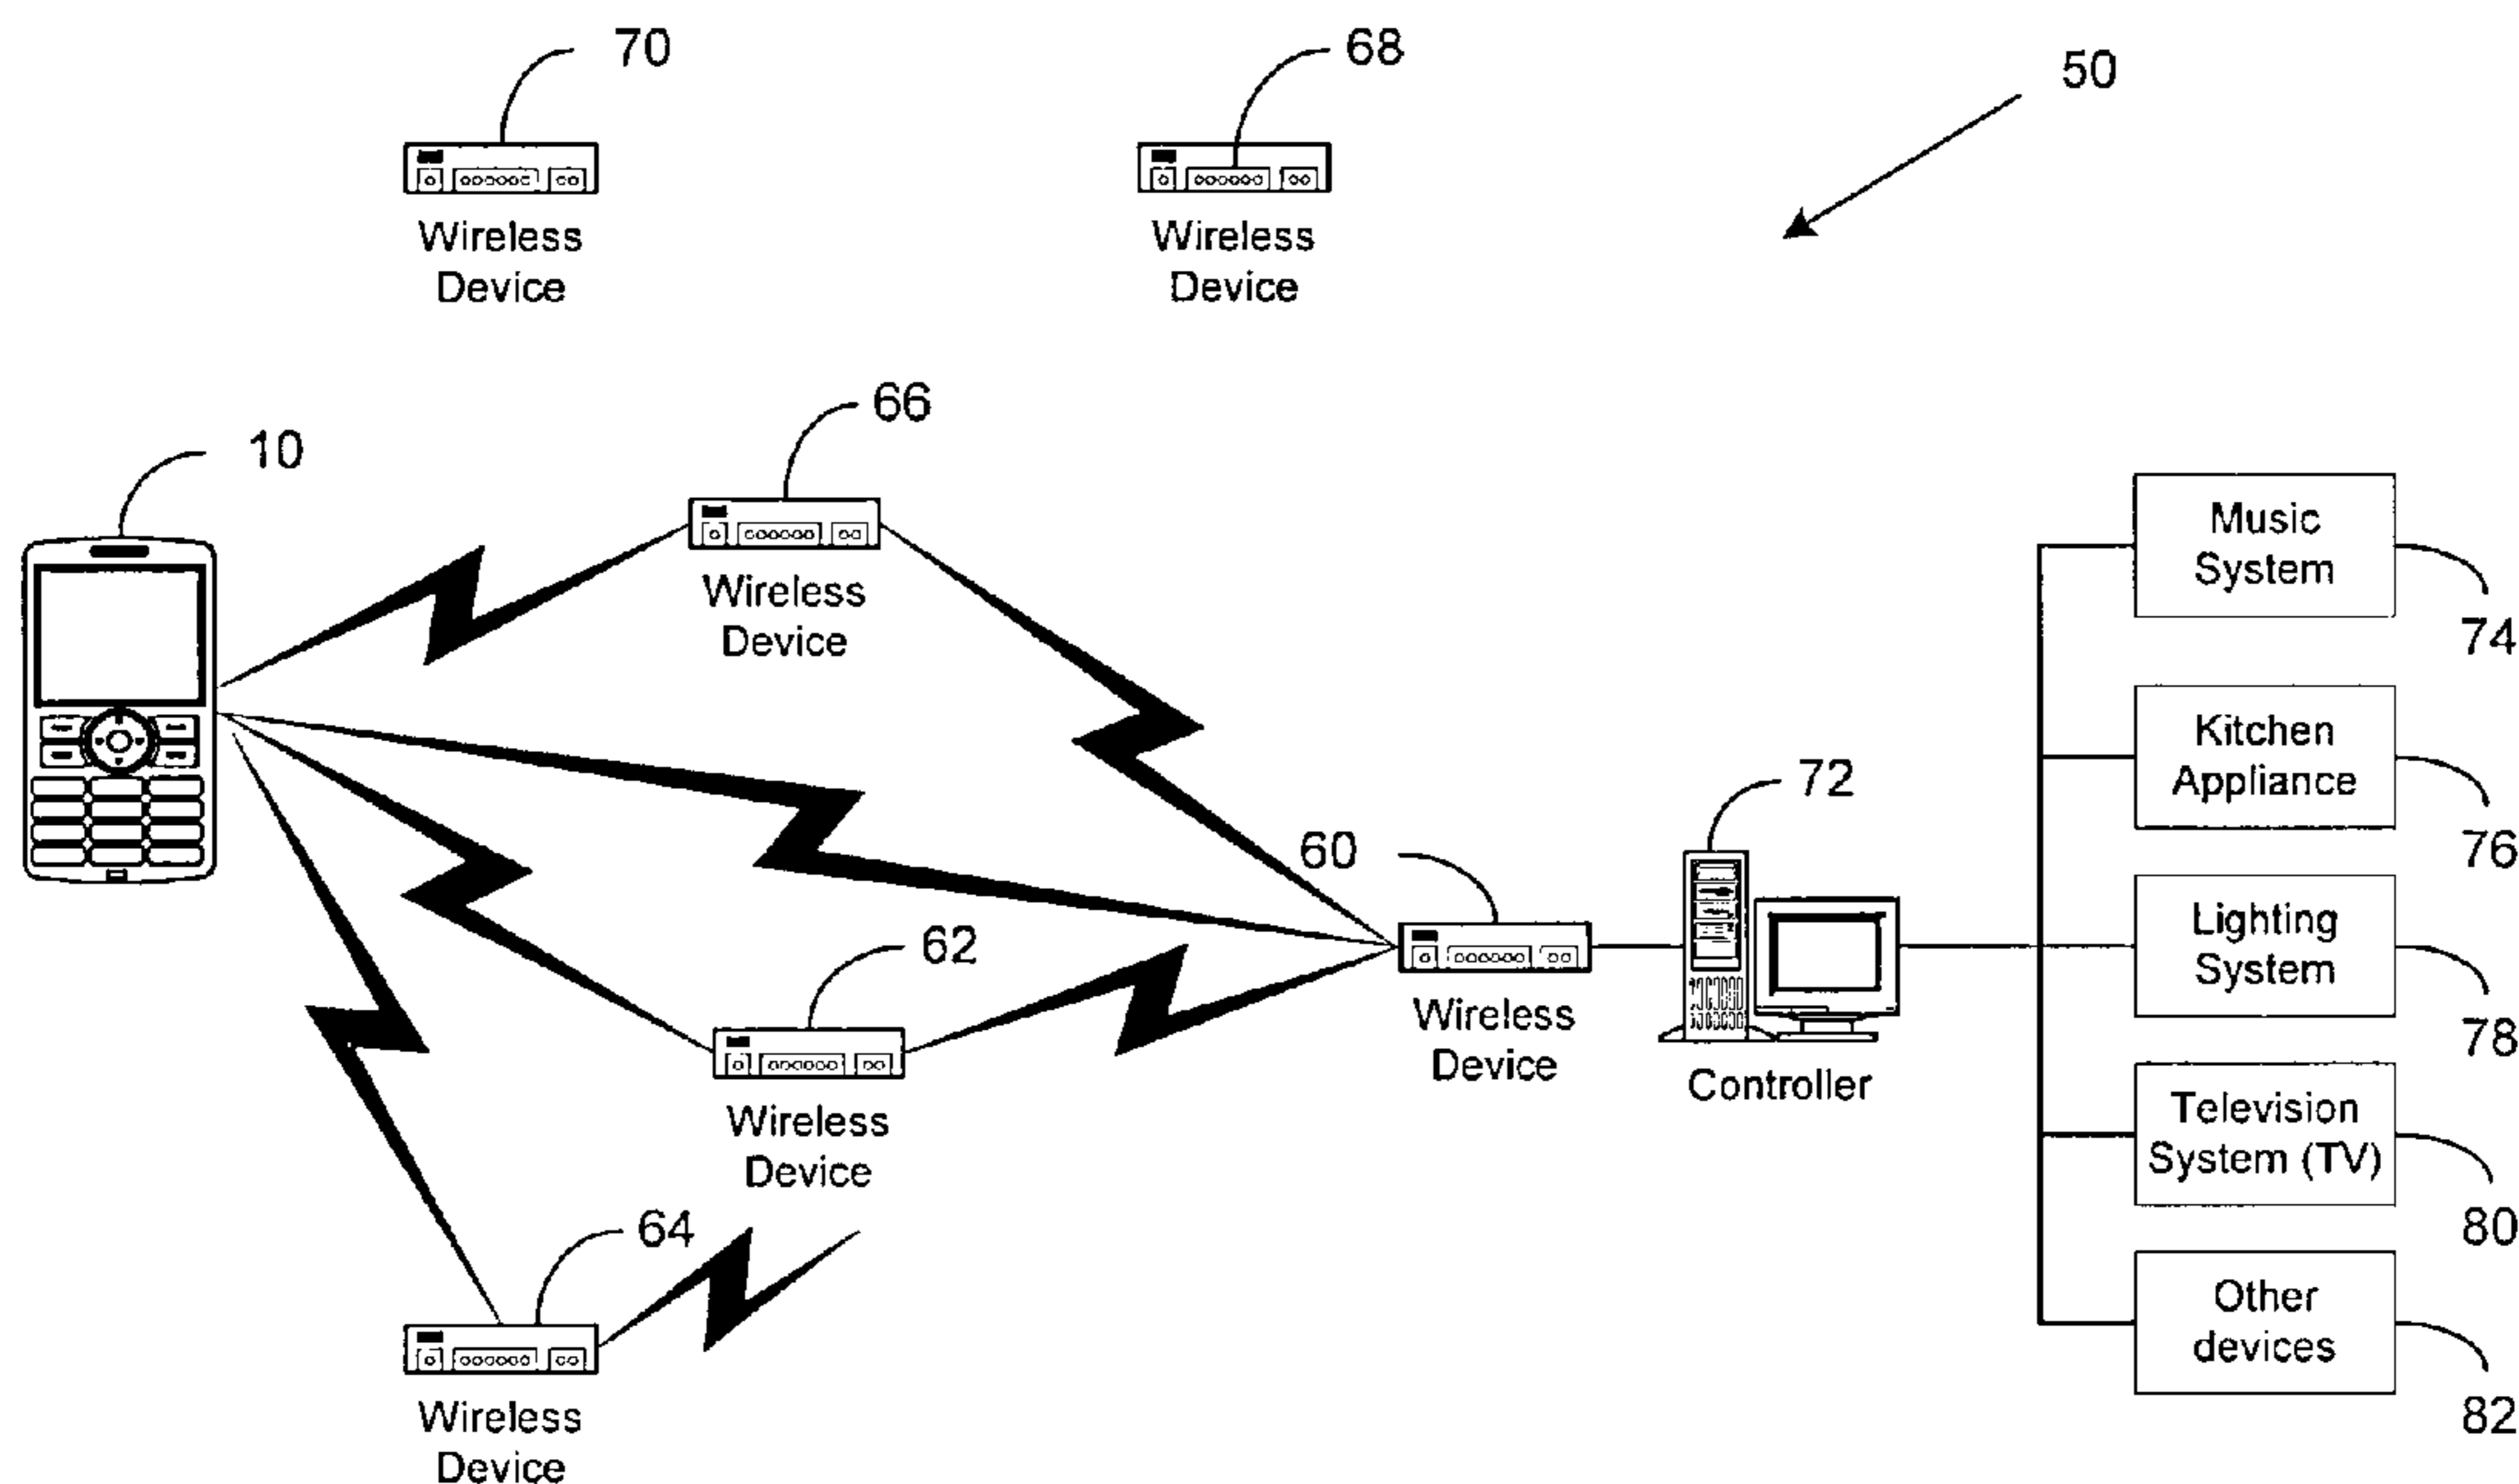 70
68
50
Wireless
Device
Wireless
Device
66
10
Wireless
Device
Music
System
74
Kitchen
Appliance
76
72
60
62
Lighting
System
78
Wireless
Device
Controller
Wireless
Device
Television
System (TV)
80
64
Other
devices
82
Wireless
Device